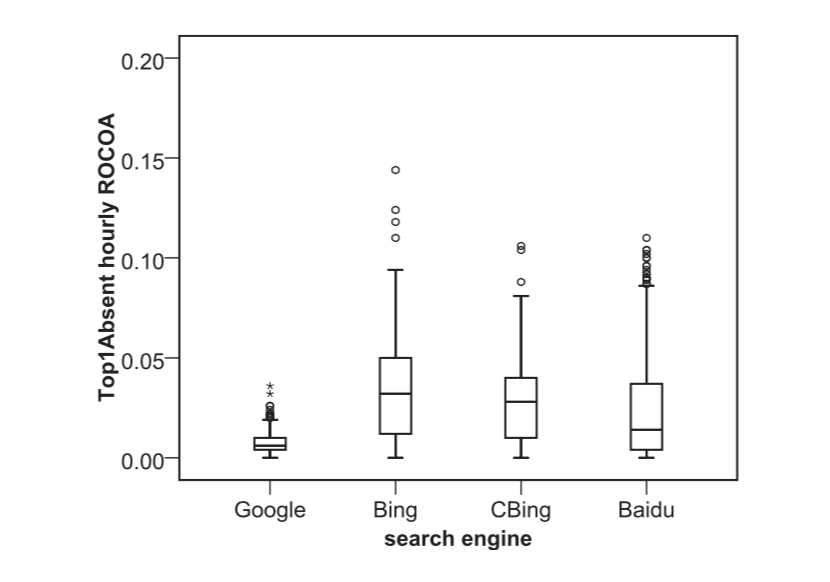 Top1Absent hourly ROCOA
0.20
0.15
0.10
0.05
0.00
Google Bing CBing Baidu
search engine